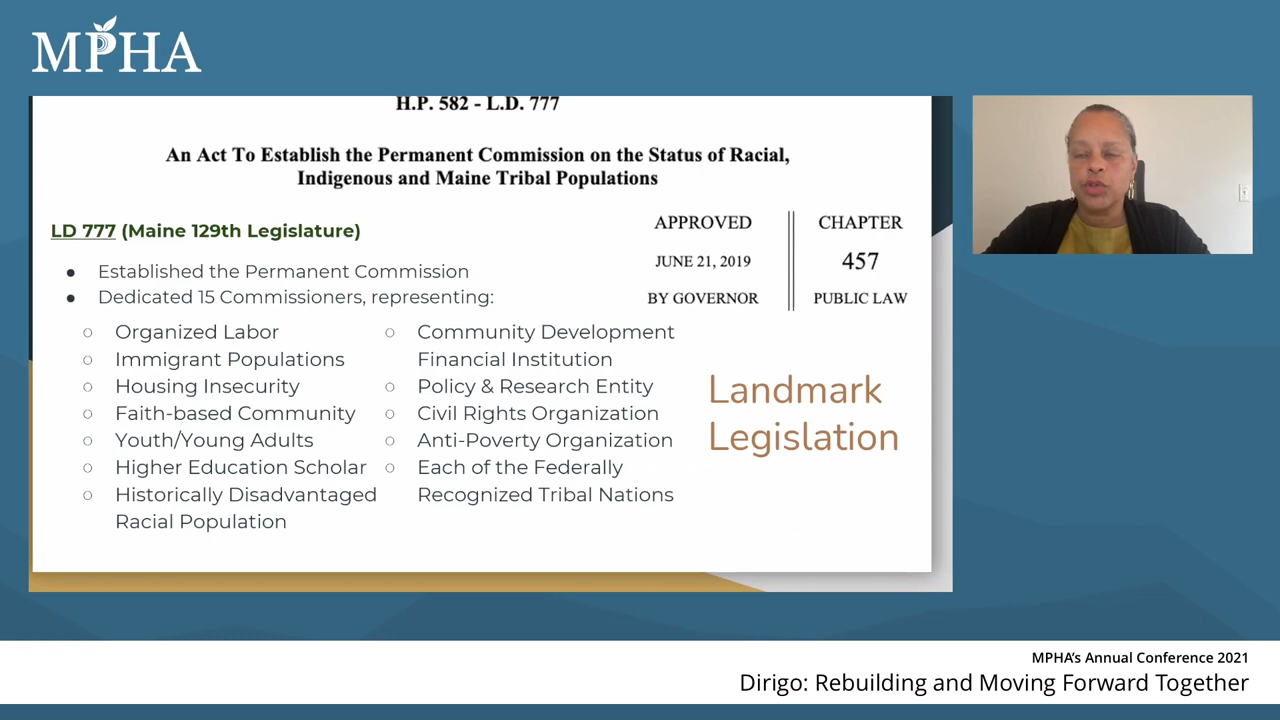 MPHA
H.P. 582 - L.D. 777
An Act To Establish the Permanent Commission on the Status of Racial,
Indigenous and Maine Tribal Populations
LD 777 (Maine 129th Legislature)
● Established the Permanent Commission
● Dedicated 15 Commissioners, representing:
○ Organized Labor
○ Immigrant Populations
○ Housing Insecurity
○ Faith-based Community
○ Youth/Young Adults
○ Higher Education Scholar
○ Historically Disadvantaged
Racial Population
○ Community Development
Financial Institution
○ Policy & Research Entity
○ Civil Rights Organization
○ Anti-Poverty Organization
○ Each of the Federally
Recognized Tribal Nations
APPROVED
JUNE 21, 2019
BY GOVERNOR
CHAPTER
457
PUBLIC LAW
Landmark
Legislation
MPHA's Annual Conference 2021
Dirigo: Rebuilding and Moving Forward Together